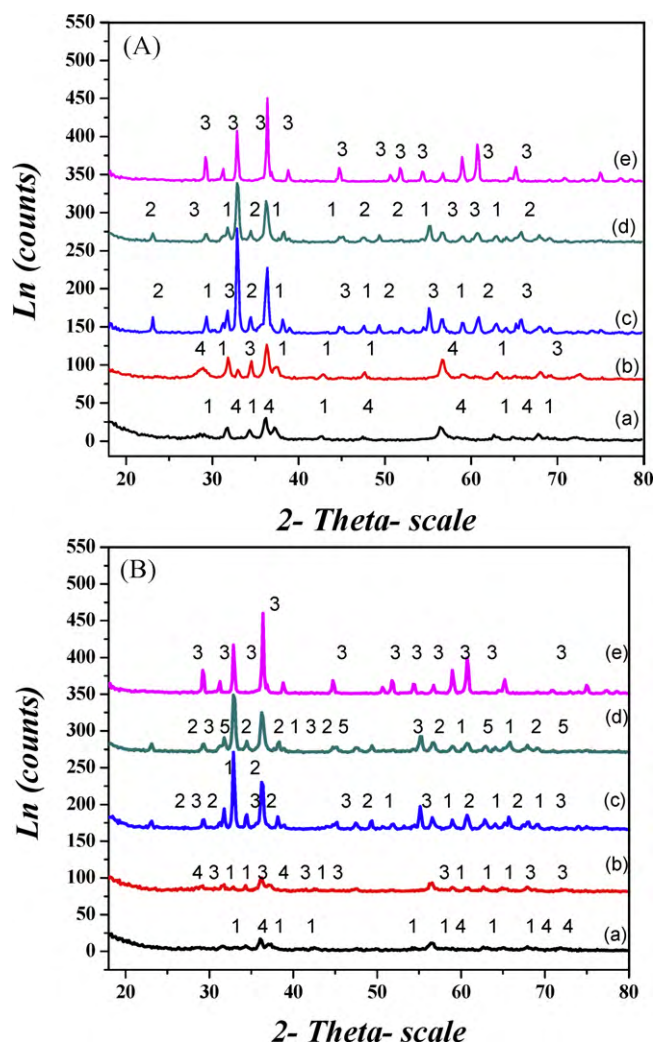 (A)
550
500
450
400
350
300
250
200
150
100
50
0
3 3 3 3 3 3 3 3 3 3
(e)
2 3 1 2 1 1 2 2 1 3 3 1 2
(d)
2 1 3 2 1 3 1 2 3 1 2 3
(c)
4 1 3 1 1 1 4 1 3
(b)
1 4 1 4 1 4 4 1 4 1
(a)
20 30 40 50 60 70 80
2- Theta- scale
Ln (counts)
(B)
550
500
450
400
350
300
250
200
150
100
50
0
3
3 3 3 3 3 3 3 3 3 3
(e)
2 3 5 2 2 1 3 2 5 3 2 1 5 1 2 5
(d)
1 2
2 3 2 3 2 3 2 1 3 1 2 1 2 1 3
(c)
4 3 1 1 3 4 3 1 3 3 1 1 1 3 3
(b)
1 4 1 1 1 1 4 1 1 4 4
(a)
20 30 40 50 60 70 80
2- Theta- scale
Ln (counts)